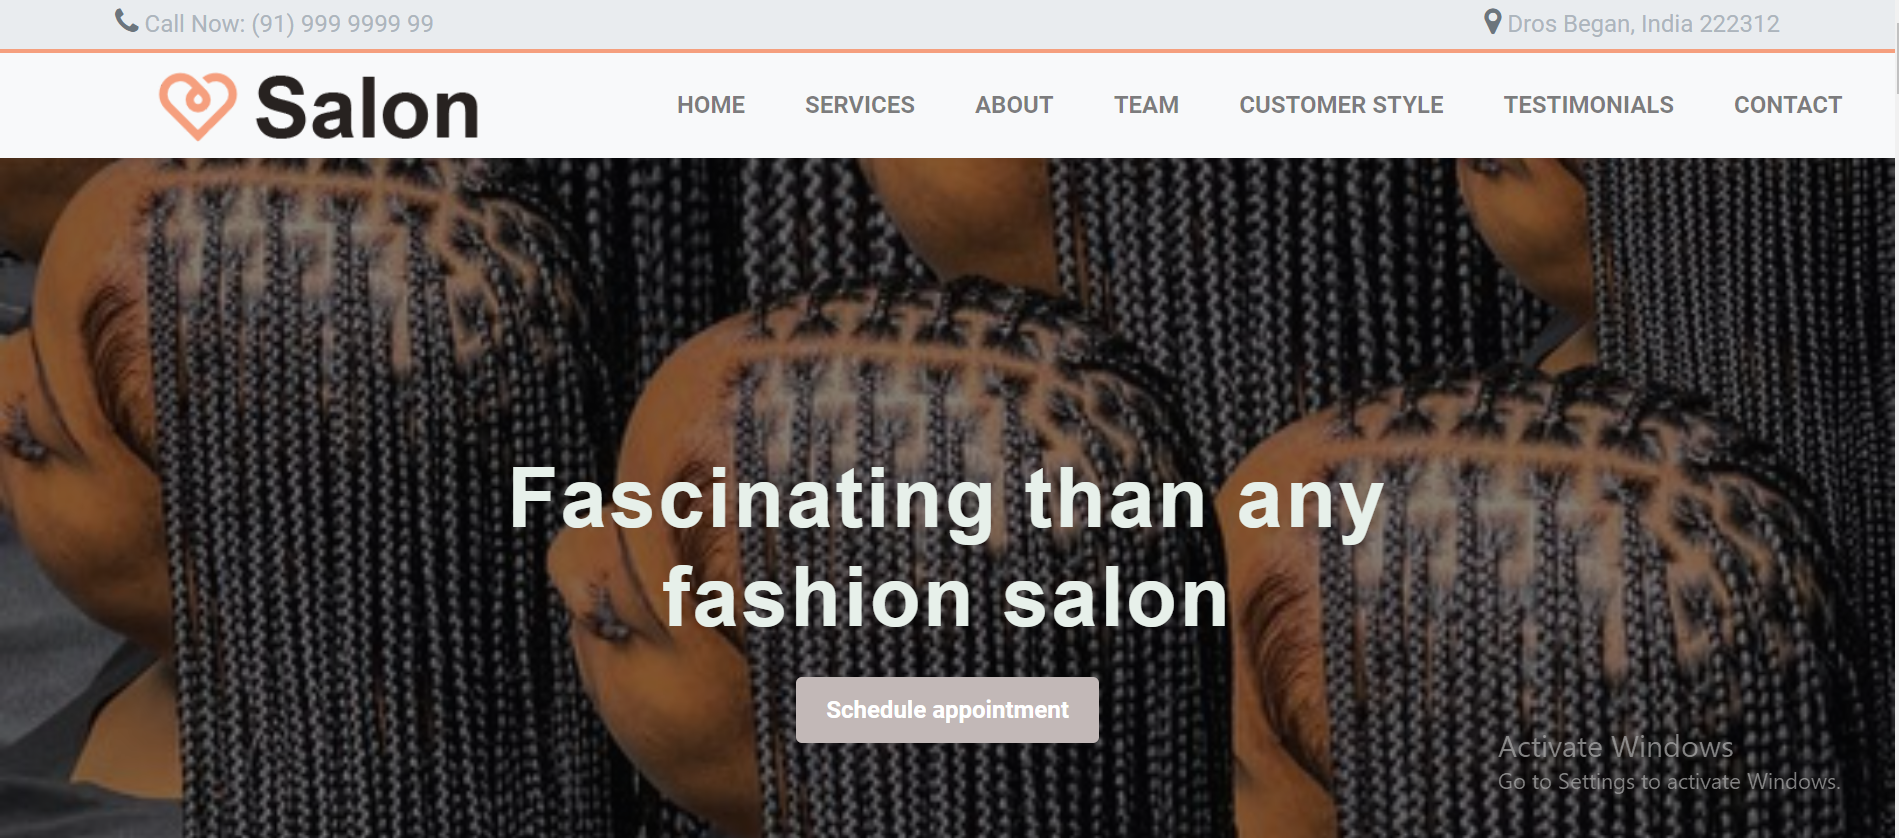 Call Now: (91) 999 9999 99
Dros Began, India 222312
Salon
HOME SERVICES ABOUT TEAM CUSTOMER STYLE TESTIMONIALS CONTACT
Fascinating than any
fashion salon
Schedule appointment
Activate Windows
Go to Settings to activate Windows.